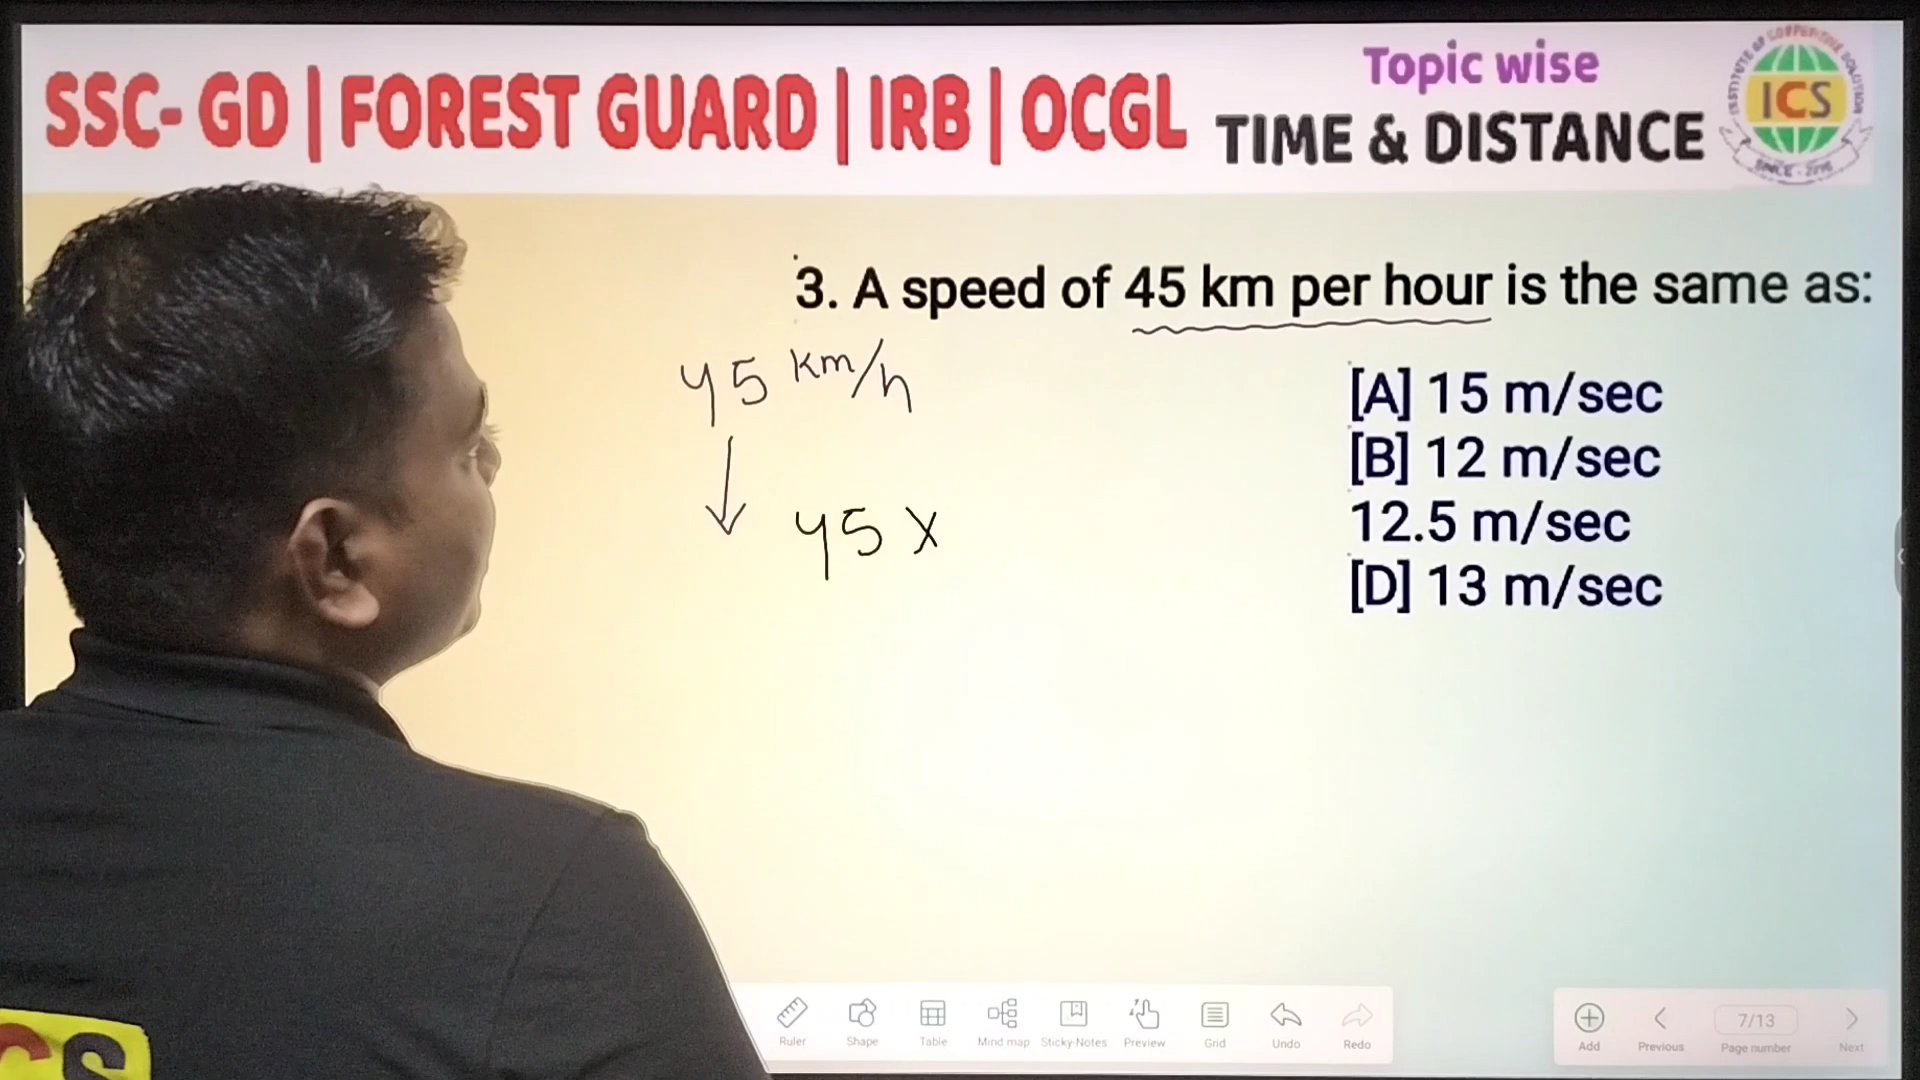 SSC- GD | FOREST GUARD | IRB | OCGL
Topic wise
TIME & DISTANCE
ICS
3. A speed of 45 km per hour is the same as:
45 km/h
[A] 15 m/sec
[B] 12 m/sec
12.5 m/sec
45 x
[D] 13 m/sec
Ruler
Shape
Table
Mind map
Sticky-Notes
Preview
Grid
Undo
Redo
Add
Previous
7/13
Page number
Next
CS